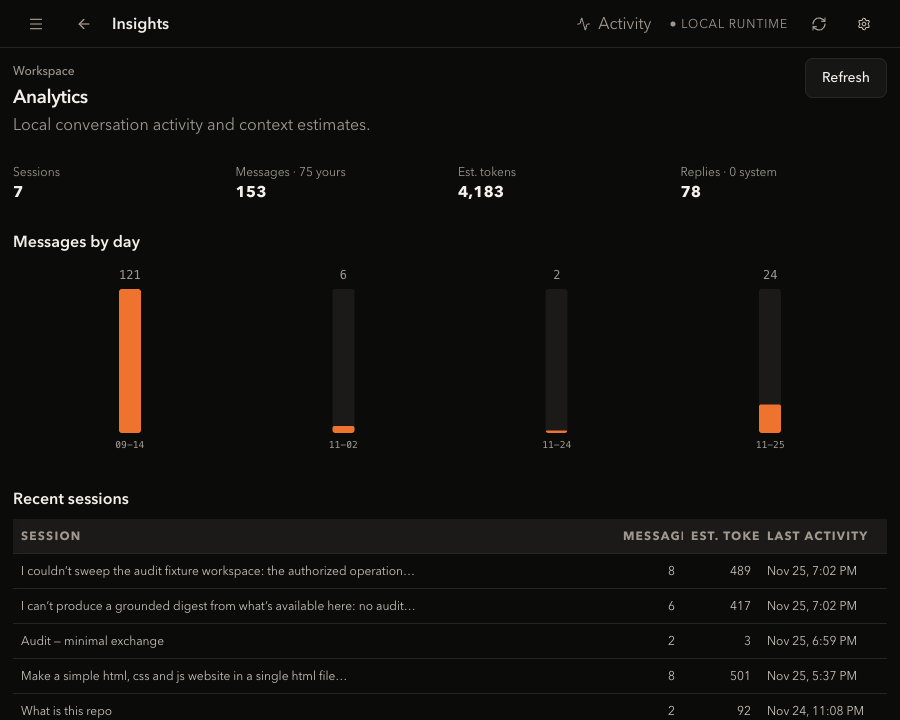 Insights
Activity
LOCAL RUNTIME
Workspace
Analytics
Local conversation activity and context estimates.
Refresh
Sessions
7
Messages · 75 yours
153
Est. tokens
4,183
Replies · 0 system
78
Messages by day
121 6 2 24
09-14 11-02 11-24 11-25
Recent sessions
SESSION MESSAG EST. TOKE LAST ACTIVITY
I couldn't sweep the audit fixture workspace: the authorized operation… 8 489 Nov 25, 7:02 PM
I can't produce a grounded digest from what's available here: no audit… 6 417 Nov 25, 7:02 PM
Audit — minimal exchange 2 3 Nov 25, 6:59 PM
Make a simple html, css and js website in a single html file… 8 501 Nov 25, 5:37 PM
What is this repo 2 92 Nov 24, 11:08 PM